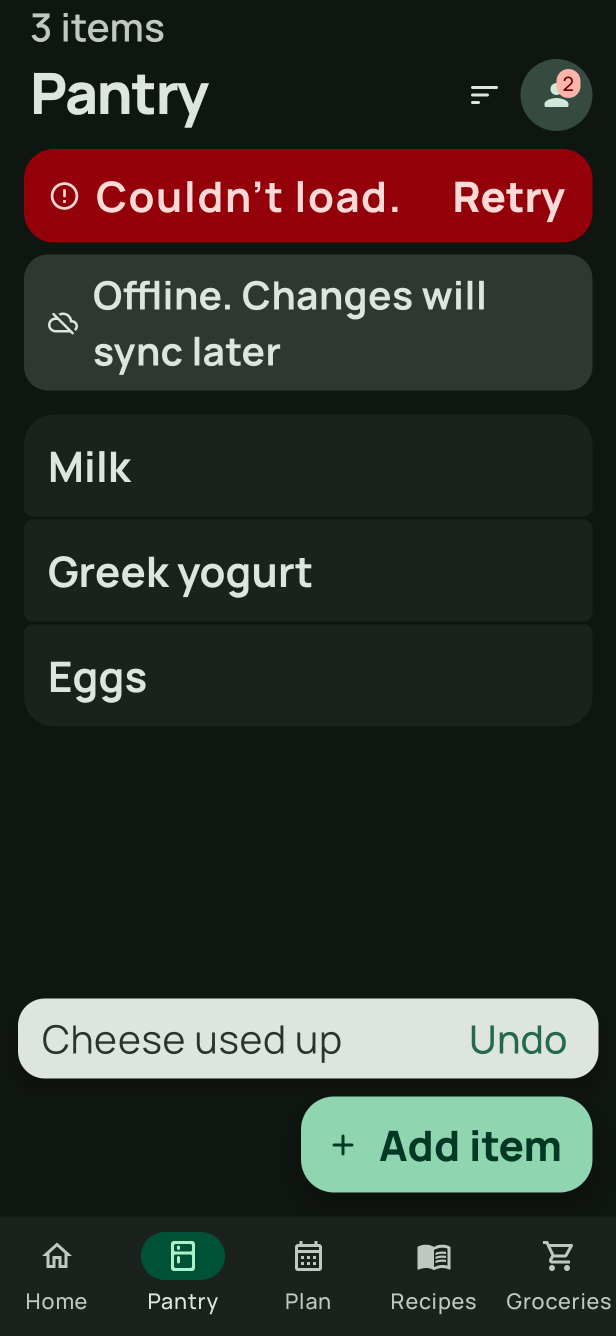 3 items
Pantry
2
Couldn’t load.
Retry
Offline. Changes will
sync later
Milk
Greek yogurt
Eggs
Cheese used up
Undo
+ Add item
Home
Pantry
Plan
Recipes
Groceries